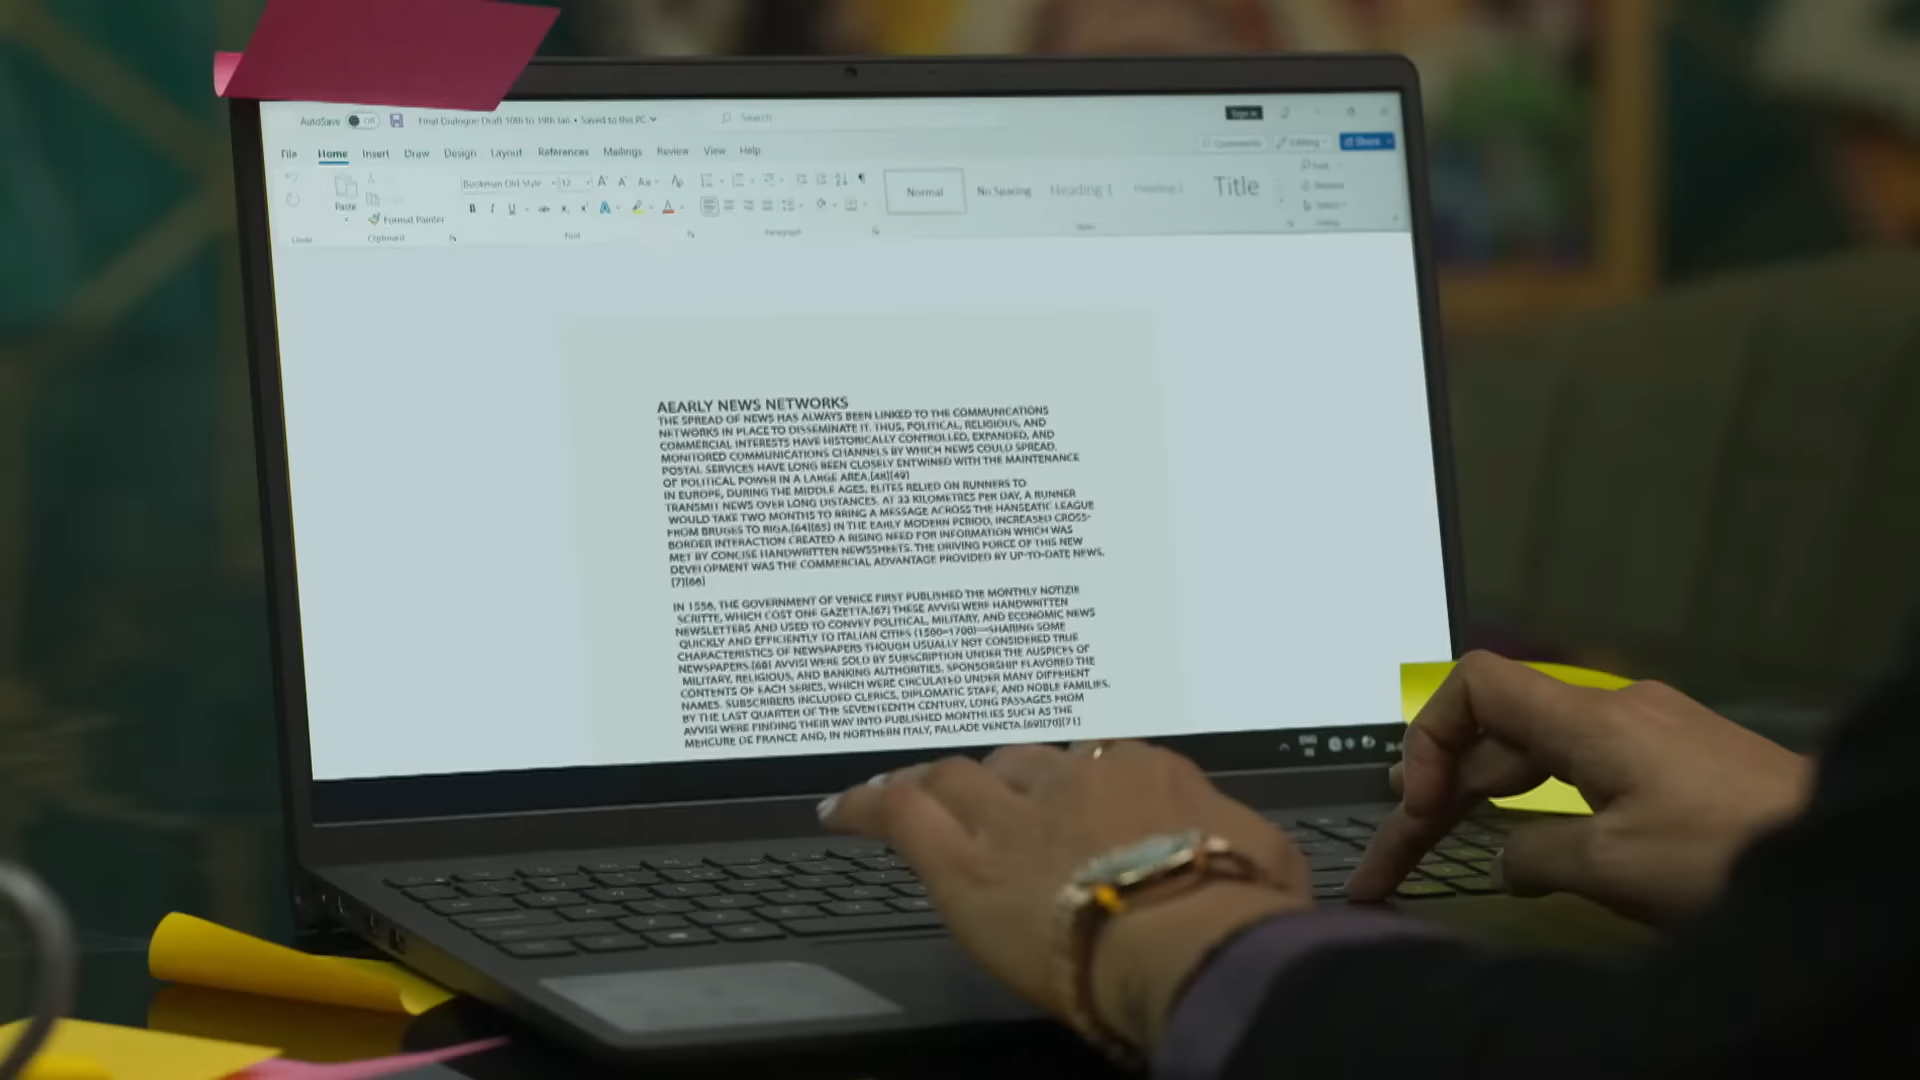 AutoSave Off Final Dialogue Draft 10th to 19th Jan • Saved to this PC Search Sign in
File Home Insert Draw Design Layout References Mailings Review View Help Comments Editing Share
Bookman Old Style 12
Paste Format Painter
Normal No Spacing Heading 1 Heading 2 Title
Undo Clipboard Font Paragraph Styles Editing
AEARLY NEWS NETWORKS
THE SPREAD OF NEWS HAS ALWAYS BEEN LINKED TO THE COMMUNICATIONS
NETWORKS IN PLACE TO DISSEMINATE IT. THUS, POLITICAL, RELIGIOUS, AND
COMMERCIAL INTERESTS HAVE HISTORICALLY CONTROLLED, EXPANDED, AND
MONITORED COMMUNICATIONS CHANNELS BY WHICH NEWS COULD SPREAD.
POSTAL SERVICES HAVE LONG BEEN CLOSELY ENTWINED WITH THE MAINTENANCE
OF POLITICAL POWER IN A LARGE AREA.[48][49]
IN EUROPE, DURING THE MIDDLE AGES, ELITES RELIED ON RUNNERS TO
TRANSMIT NEWS OVER LONG DISTANCES. AT 33 KILOMETRES PER DAY, A RUNNER
WOULD TAKE TWO MONTHS TO BRING A MESSAGE ACROSS THE HANSEATIC LEAGUE
FROM BRUGES TO RIGA.[64][65] IN THE EARLY MODERN PERIOD, INCREASED CROSS-
BORDER INTERACTION CREATED A RISING NEED FOR INFORMATION WHICH WAS
MET BY CONCISE HANDWRITTEN NEWSSHEETS. THE DRIVING FORCE OF THIS NEW
DEVELOPMENT WAS THE COMMERCIAL ADVANTAGE PROVIDED BY UP-TO-DATE NEWS.
[7][66]
IN 1556, THE GOVERNMENT OF VENICE FIRST PUBLISHED THE MONTHLY NOTIZIE
SCRITTE, WHICH COST ONE GAZETTA.[67] THESE AVVISI WERE HANDWRITTEN
NEWSLETTERS AND USED TO CONVEY POLITICAL, MILITARY, AND ECONOMIC NEWS
QUICKLY AND EFFICIENTLY TO ITALIAN CITIES (1500–1700)—SHARING SOME
CHARACTERISTICS OF NEWSPAPERS THOUGH USUALLY NOT CONSIDERED TRUE
NEWSPAPERS.[68] AVVISI WERE SOLD BY SUBSCRIPTION UNDER THE AUSPICES OF
MILITARY, RELIGIOUS, AND BANKING AUTHORITIES. SPONSORSHIP FLAVORED THE
CONTENTS OF EACH SERIES, WHICH WERE CIRCULATED UNDER MANY DIFFERENT
NAMES. SUBSCRIBERS INCLUDED CLERICS, DIPLOMATIC STAFF, AND NOBLE FAMILIES.
BY THE LAST QUARTER OF THE SEVENTEENTH CENTURY, LONG PASSAGES FROM
AVVISI WERE FINDING THEIR WAY INTO PUBLISHED MONTHLIES SUCH AS THE
MERCURE DE FRANCE AND, IN NORTHERN ITALY, PALLADE VENETA.[69][70][71]
ENG